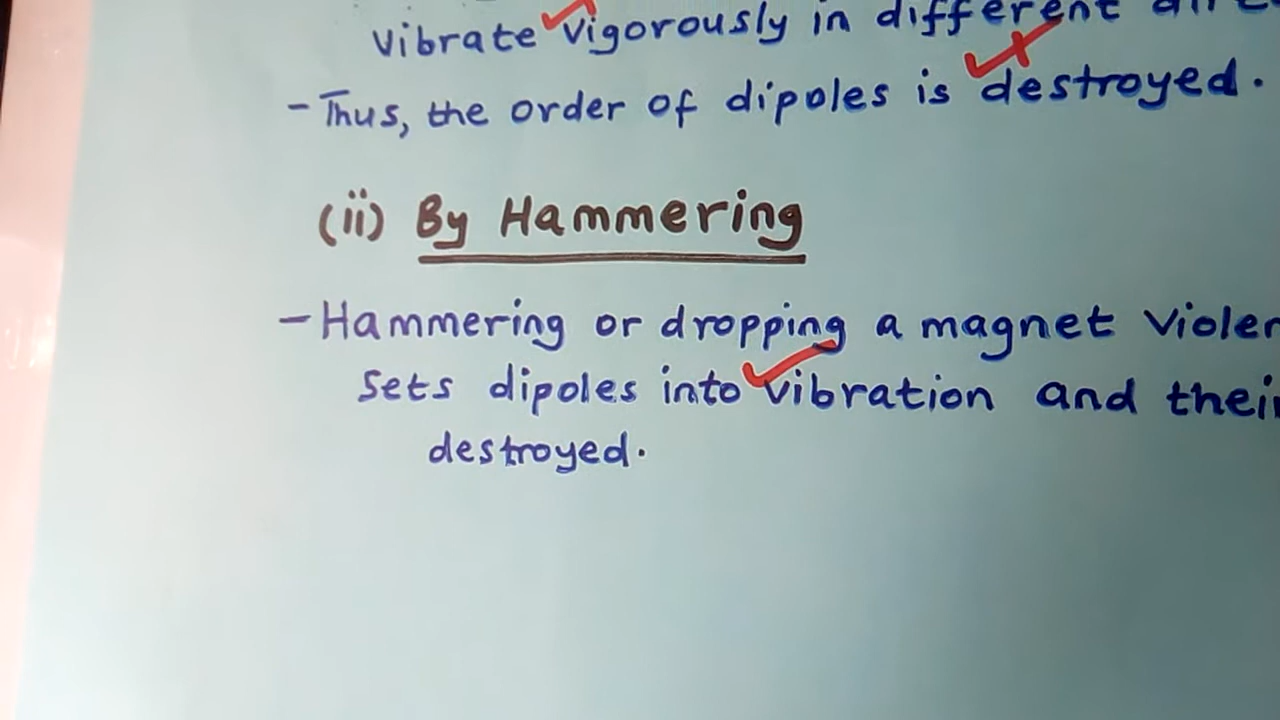 vibrate vigorously in different
- Thus, the order of dipoles is destroyed.
(ii) By Hammering
- Hammering or dropping a magnet
Sets dipoles into vibration and
destroyed.